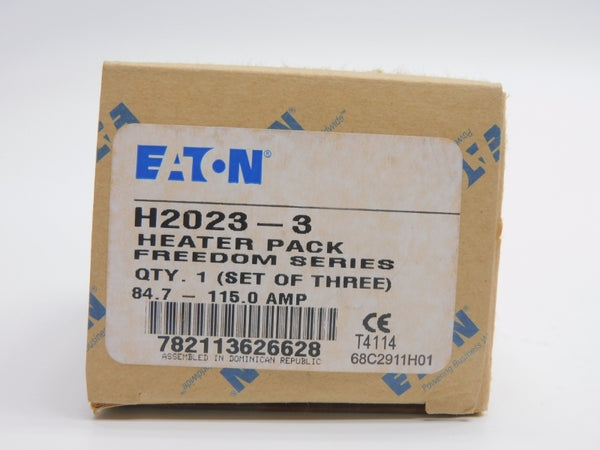 EATON®
H2023-3
HEATER PACK
FREEDOM SERIES
QTY. 1 (SET OF THREE)
84.7 - 115.0 AMP
782113626628
ASSEMBLED IN DOMINICAN REPUBLIC
CE
T4114
68C2911H01